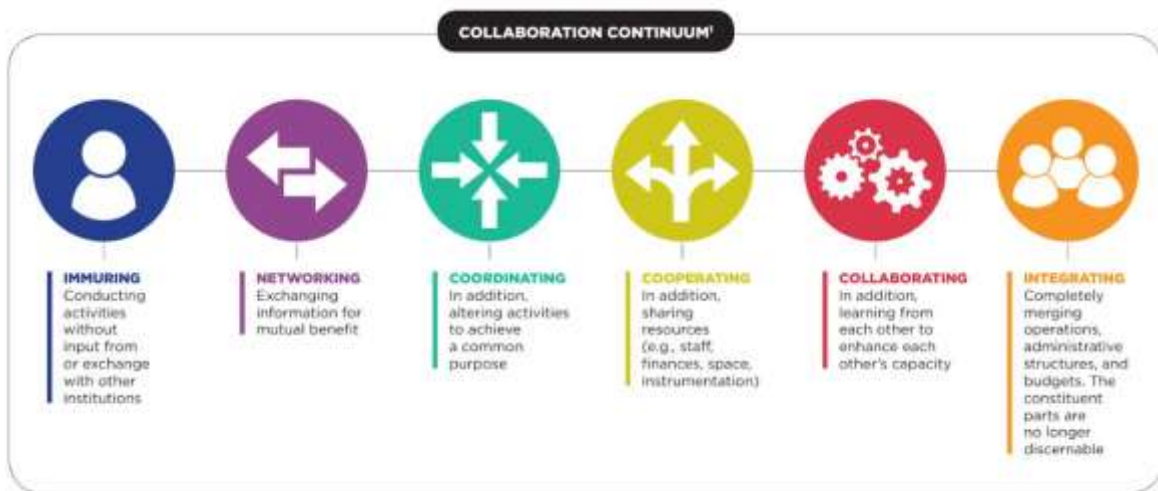 COLLABORATION CONTINUUM¹
IMMURING
Conducting
activities
without
input from
or exchange
with other
institutions
NETWORKING
Exchanging
information for
mutual benefit
COORDINATING
In addition,
altering activities
to achieve
a common
purpose
COOPERATING
In addition,
sharing
resources
(e.g., staff,
finances, space,
instrumentation)
COLLABORATING
In addition,
learning from
each other to
enhance each
other's capacity
INTEGRATING
Completely
merging
operations,
administrative
structures, and
budgets. The
constituent
parts are
no longer
discernable